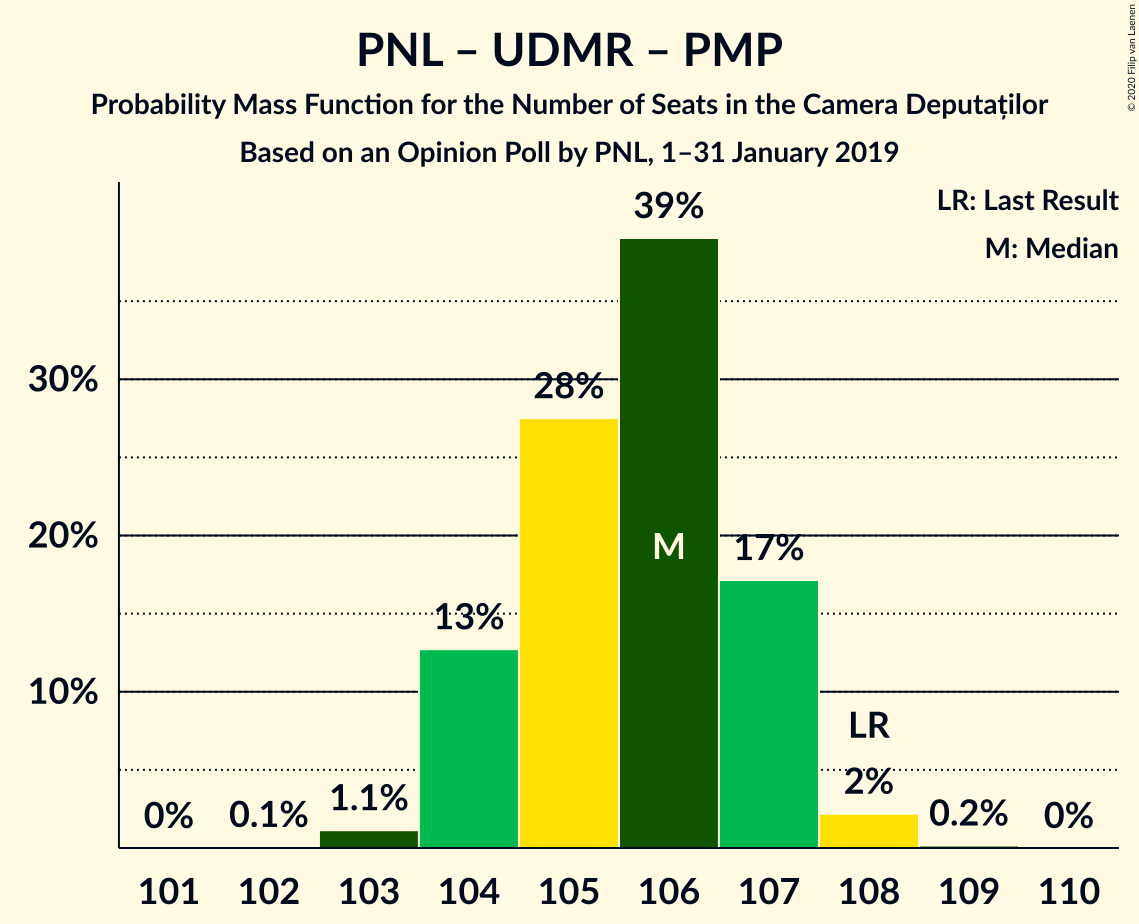 PNL – UDMR – PMP
Probability Mass Function for the Number of Seats in the Camera Deputaților
Based on an Opinion Poll by PNL, 1–31 January 2019
© 2020 Filip van Laenen
LR: Last Result
M: Median
39%
30%
28%
20%
M
17%
13%
10%
LR
2%
1.1%
0%
0.1%
0.2%
0%
101 102 103 104 105 106 107 108 109 110